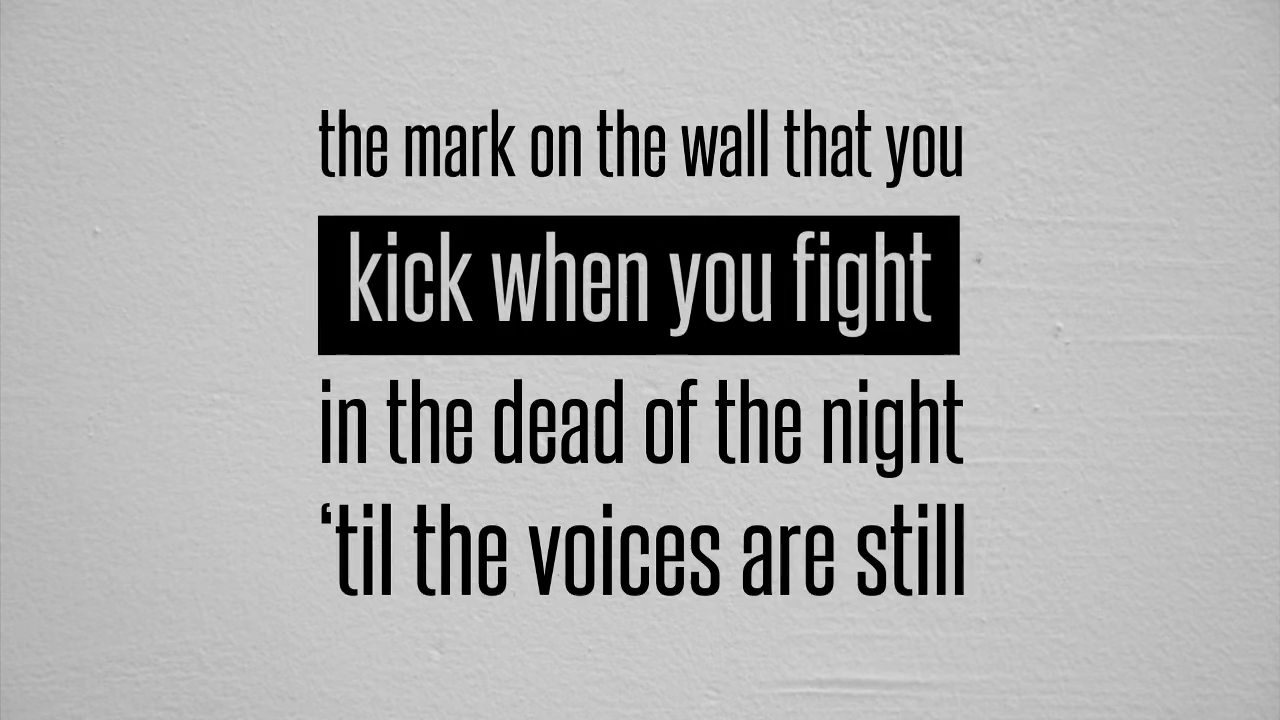 the mark on the wall that you
kick when you fight
in the dead of the night
‘til the voices are still